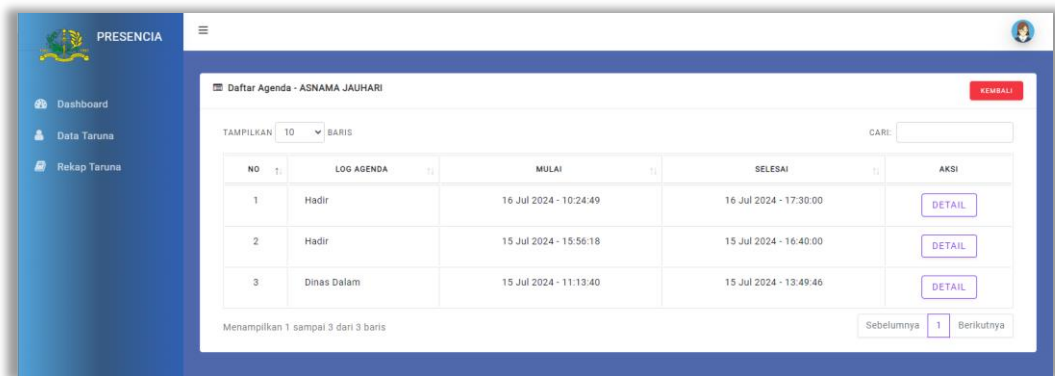 PRESENCIA
Dashboard
Data Taruna
Rekap Taruna
Daftar Agenda - ASNAMA JAUHARI
KEMBALI
TAMPILKAN 10 BARIS
CARI:
NO LOG AGENDA MULAI SELESAI AKSI
1 Hadir 16 Jul 2024 - 10:24:49 16 Jul 2024 - 17:30:00 DETAIL
2 Hadir 15 Jul 2024 - 15:56:18 15 Jul 2024 - 16:40:00 DETAIL
3 Dinas Dalam 15 Jul 2024 - 11:13:40 15 Jul 2024 - 13:49:46 DETAIL
Menampilkan 1 sampai 3 dari 3 baris
Sebelumnya 1 Berikutnya